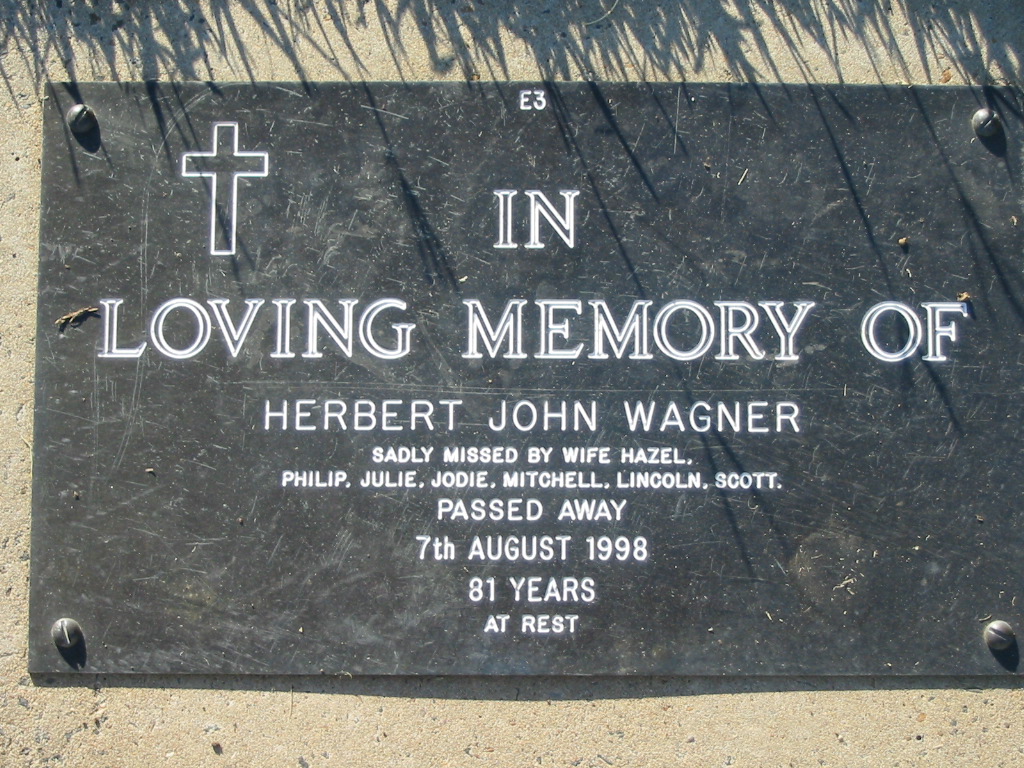 E3
IN
LOVING MEMORY OF
HERBERT JOHN WAGNER
SADLY MISSED BY WIFE HAZEL,
PHILIP, JULIE, JODIE, MITCHELL, LINCOLN, SCOTT.
PASSED AWAY
7th AUGUST 1998
81 YEARS
AT REST